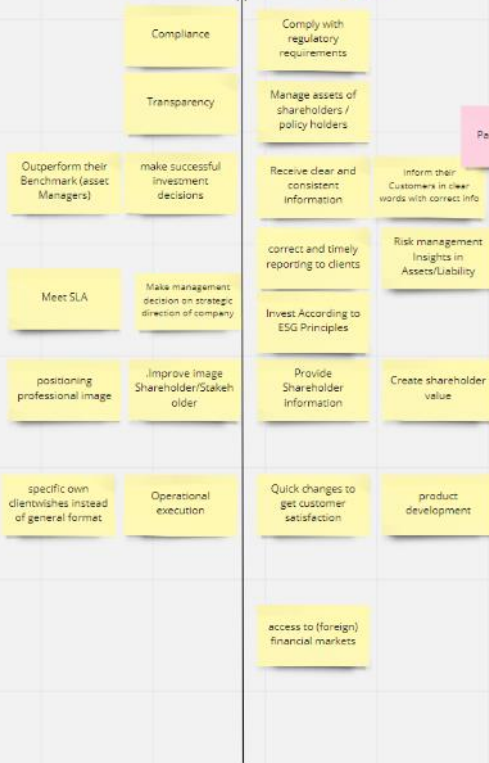 Compliance
Comply with
regulatory
requirements
Transparency
Manage assets of
shareholders /
policy holders
Pa
Outperform their
Benchmark (asset
Managers)
make successful
investment
decisions
Receive clear and
consistent
information
Inform their
Customers in clear
words with correct info
correct and timely
reporting to clients
Risk management
Insights in
Assets/Liability
Meet SLA
Make management
decision on strategic
direction of company
Invest According to
ESG Principles
positioning
professional image
.Improve image
Shareholder/Stakeh
older
Provide
Shareholder
information
Create shareholder
value
specific own
clientwishes instead
of general format
Operational
execution
Quick changes to
get customer
satisfaction
product
development
access to (foreign)
financial markets